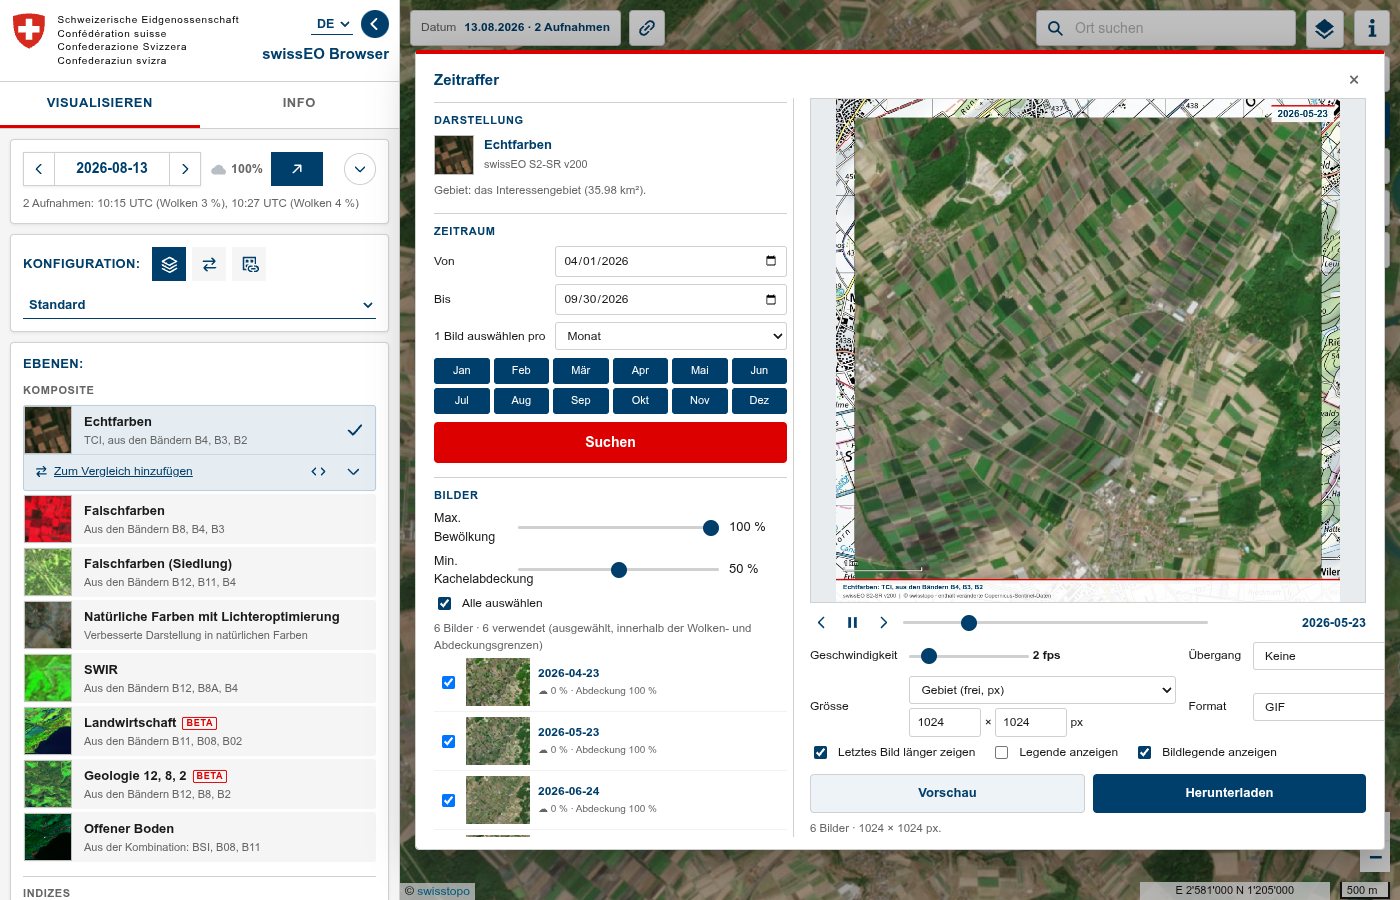 Schweizerische Eidgenossenschaft
Confédération suisse
Confederazione Svizzera
Confederaziun svizra
DE
swissEO Browser
VISUALISIEREN
INFO
2026-08-13
100%
2 Aufnahmen: 10:15 UTC (Wolken 3 %), 10:27 UTC (Wolken 4 %)
KONFIGURATION:
Standard
EBENEN:
KOMPOSITE
Echtfarben
TCI, aus den Bändern B4, B3, B2
Zum Vergleich hinzufügen
Falschfarben
Aus den Bändern B8, B4, B3
Falschfarben (Siedlung)
Aus den Bändern B12, B11, B4
Natürliche Farben mit Lichteroptimierung
Verbesserte Darstellung in natürlichen Farben
SWIR
Aus den Bändern B12, B8A, B4
Landwirtschaft BETA
Aus den Bändern B11, B08, B02
Geologie 12, 8, 2 BETA
Aus den Bändern B12, B8, B2
Offener Boden
Aus der Kombination: BSI, B08, B11
INDIZES
Datum 13.08.2026 · 2 Aufnahmen
Ort suchen
Zeitraffer
DARSTELLUNG
Echtfarben
swissEO S2-SR v200
Gebiet: das Interessengebiet (35.98 km²).
ZEITRAUM
Von
04/01/2026
Bis
09/30/2026
1 Bild auswählen pro
Monat
Jan Feb Mär Apr Mai Jun
Jul Aug Sep Okt Nov Dez
Suchen
BILDER
Max.
Bewölkung
100 %
Min.
Kachelabdeckung
50 %
Alle auswählen
6 Bilder · 6 verwendet (ausgewählt, innerhalb der Wolken- und
Abdeckungsgrenzen)
2026-04-23
0 % · Abdeckung 100 %
2026-05-23
0 % · Abdeckung 100 %
2026-06-24
0 % · Abdeckung 100 %
437
438
2026-05-23
Echtfarben: TCI, aus den Bändern B4, B3, B2
swissEO S2-SR v200 | © swisstopo · enthält veränderte Copernicus-Sentinel-Daten
2026-05-23
Geschwindigkeit
2 fps
Übergang
Keine
Grösse
Gebiet (frei, px)
1024 × 1024 px
Format
GIF
Letztes Bild länger zeigen
Legende anzeigen
Bildlegende anzeigen
Vorschau
Herunterladen
6 Bilder · 1024 × 1024 px.
© swisstopo
E 2'581'000 N 1'205'000
500 m